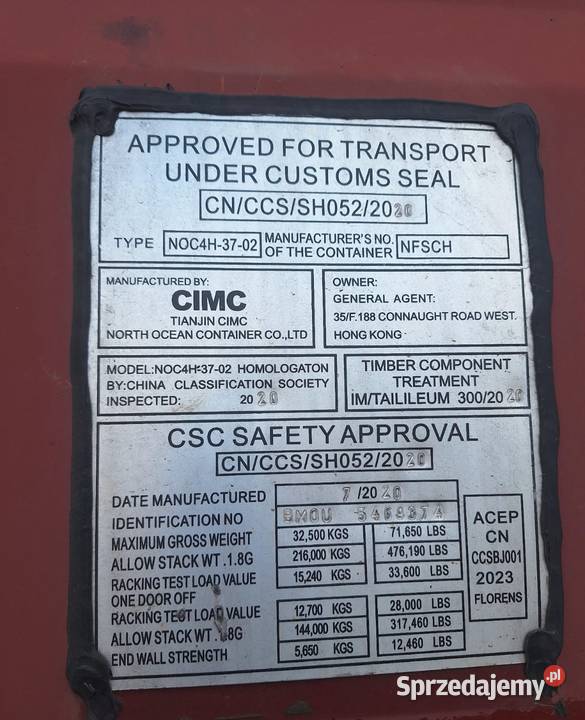 APPROVED FOR TRANSPORT
UNDER CUSTOMS SEAL
CN/CCS/SH052/2020
TYPE NOC4H-37-02 MANUFACTURER'S NO. OF THE CONTAINER NFSCH
MANUFACTURED BY:
CIMC
TIANJIN CIMC
NORTH OCEAN CONTAINER CO.,LTD
OWNER:
GENERAL AGENT:
35/F.188 CONNAUGHT ROAD WEST.
HONG KONG
MODEL:NOC4H-37-02 HOMOLOGATON
BY:CHINA CLASSIFICATION SOCIETY
INSPECTED: 2020
TIMBER COMPONENT
TREATMENT
IM/TAILILEUM 300/2020
CSC SAFETY APPROVAL
CN/CCS/SH052/2020
DATE MANUFACTURED 7 /2020
IDENTIFICATION NO BMOU 5469374
MAXIMUM GROSS WEIGHT 32,500 KGS 71,650 LBS
ALLOW STACK WT .1.8G 216,000 KGS 476,190 LBS
RACKING TEST LOAD VALUE 15,240 KGS 33,600 LBS
ONE DOOR OFF
RACKING TEST LOAD VALUE 12,700 KGS 28,000 LBS
ALLOW STACK WT .1.8G 144,000 KGS 317,460 LBS
END WALL STRENGTH 5,650 KGS 12,460 LBS
ACEP
CN
CCSBJ001
2023
FLORENS
Sprzedajemy.pl